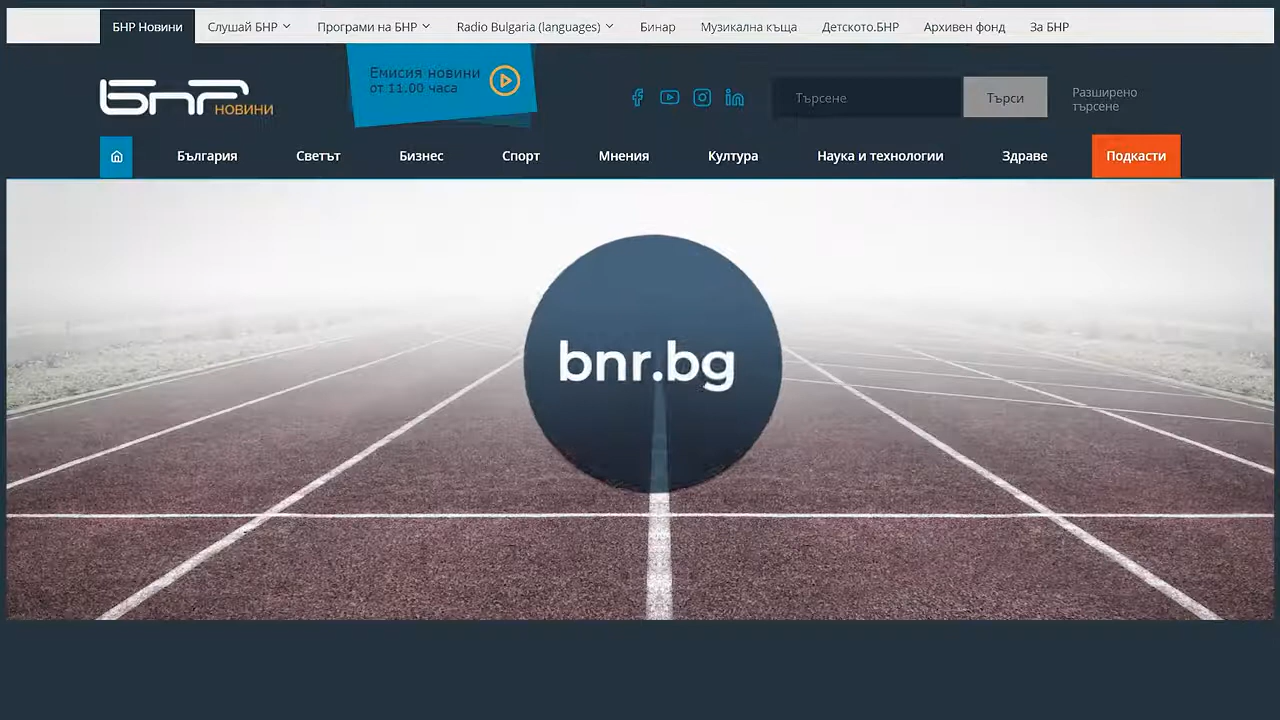 БНР Новини Слушай БНР Програми на БНР Radio Bulgaria (languages) Бинар Музикална къща Детското.БНР Архивен фонд За БНР
БНР НОВИНИ
Емисия новини
от 11.00 часа
Търсене
Търси
Разширено
търсене
България Светът Бизнес Спорт Мнения Култура Наука и технологии Здраве Подкасти
bnr.bg